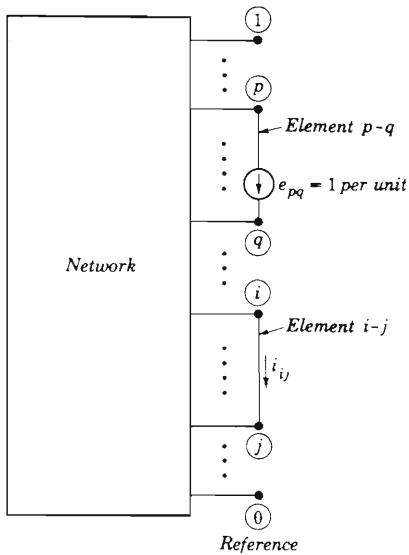 1
p
Element p-q
e_pq = 1 per unit
q
Network
i
Element i-j
i_ij
j
0
Reference